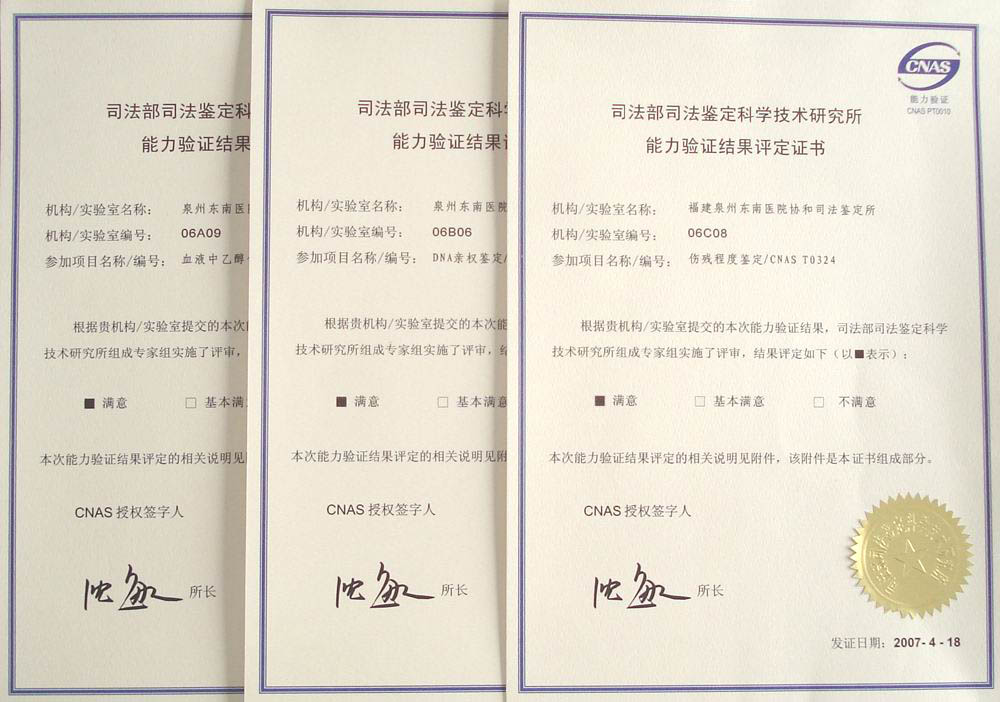 司法部司法鉴定科
能力验证结果
机构/实验室名称: 泉州东南医
机构/实验室编号: 06A09
参加项目名称/编号: 血液中乙醇
根据贵机构/实验室提交的本次
技术研究所组成专家组实施了评审,
■ 满意 □ 基本满
本次能力验证结果评定的相关说明见
CNAS 授权签字人
沈敏 所长
司法部司法鉴定科
能力验证结果
机构/实验室名称: 泉州东南医院
机构/实验室编号: 06B06
参加项目名称/编号: DNA亲权鉴定/
根据贵机构/实验室提交的本次能
技术研究所组成专家组实施了评审,
■ 满意 □ 基本满意
本次能力验证结果评定的相关说明见附
CNAS 授权签字人
沈敏 所长
CNAS
能力验证
CNAS PT0010
司法部司法鉴定科学技术研究所
能力验证结果评定证书
机构/实验室名称: 福建泉州东南医院协和司法鉴定所
机构/实验室编号: 06C08
参加项目名称/编号: 伤残程度鉴定/CNAS T0324
根据贵机构/实验室提交的本次能力验证结果, 司法部司法鉴定科学
技术研究所组成专家组实施了评审, 结果评定如下 (以■表示):
■ 满意 □ 基本满意 □ 不满意
本次能力验证结果评定的相关说明见附件, 该附件是本证书组成部分。
CNAS 授权签字人
沈敏 所长
发证日期: 2007- 4 - 18